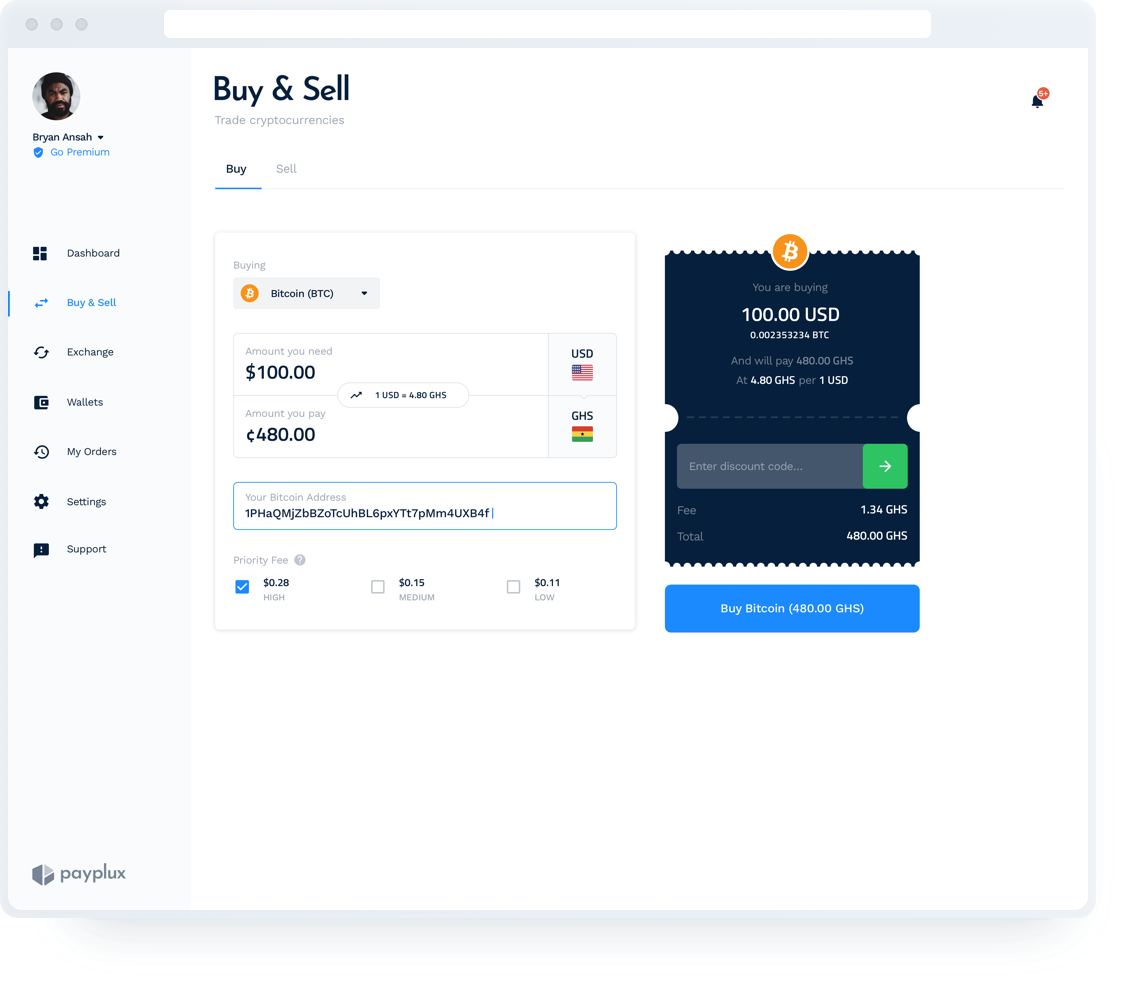 Bryan Ansah
Go Premium
Dashboard
Buy & Sell
Exchange
Wallets
My Orders
Settings
Support
payplux
Buy & Sell
Trade cryptocurrencies
5+
Buy
Sell
Buying
Bitcoin (BTC)
Amount you need
$100.00
USD
1 USD = 4.80 GHS
Amount you pay
¢480.00
GHS
Your Bitcoin Address
1PHaQMjZbBZoTcUhBL6pxYTt7pMm4UXB4f
Priority Fee ?
$0.28
HIGH
$0.15
MEDIUM
$0.11
LOW
You are buying
100.00 USD
0.002353234 BTC
And will pay 480.00 GHS
At 4.80 GHS per 1 USD
Enter discount code...
Fee 1.34 GHS
Total 480.00 GHS
Buy Bitcoin (480.00 GHS)